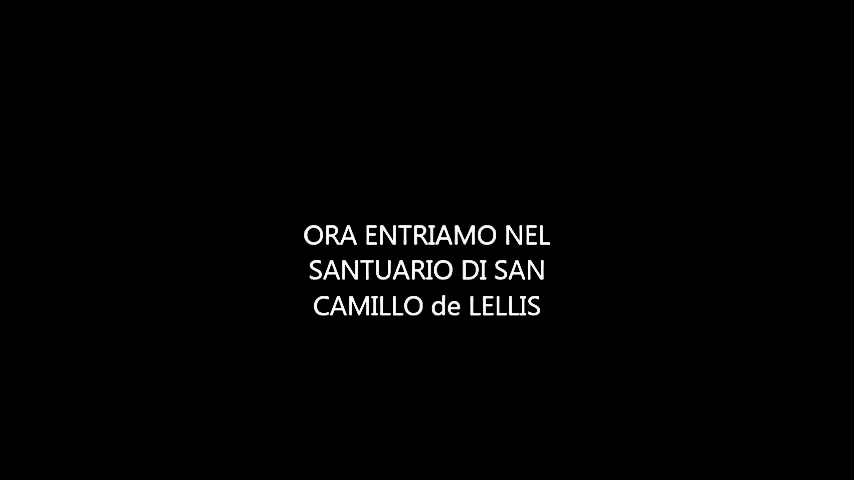 ORA ENTRIAMO NEL
SANTUARIO DI SAN
CAMILLO de LELLIS